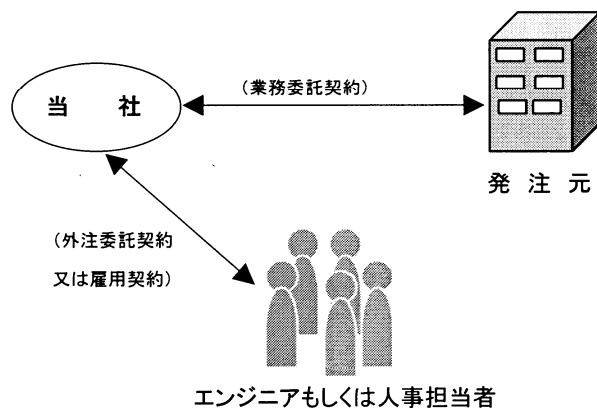 (業務委託契約)
当 社
発 注 元
(外注委託契約
又は雇用契約)
エンジニアもしくは人事担当者